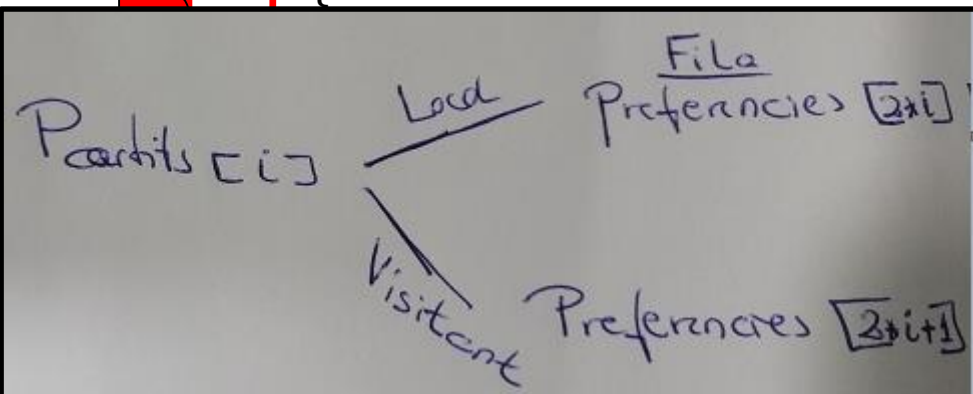 FiLa
Local Preferencies [2*i]
Partits [i]
Visitant
Preferencies [2*i+1]